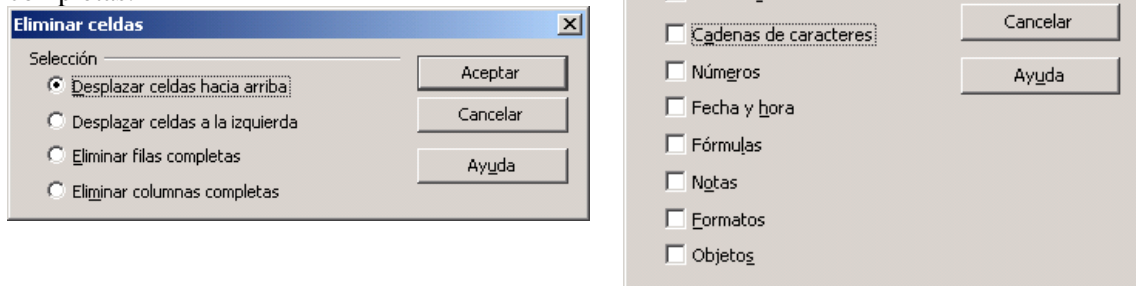 Eliminar celdas
Selección
Desplazar celdas hacia arriba
Desplazar celdas a la izquierda
Eliminar filas completas
Eliminar columnas completas
Aceptar
Cancelar
Ayuda
Cadenas de caracteres
Números
Fecha y hora
Fórmulas
Notas
Formatos
Objetos
Cancelar
Ayuda